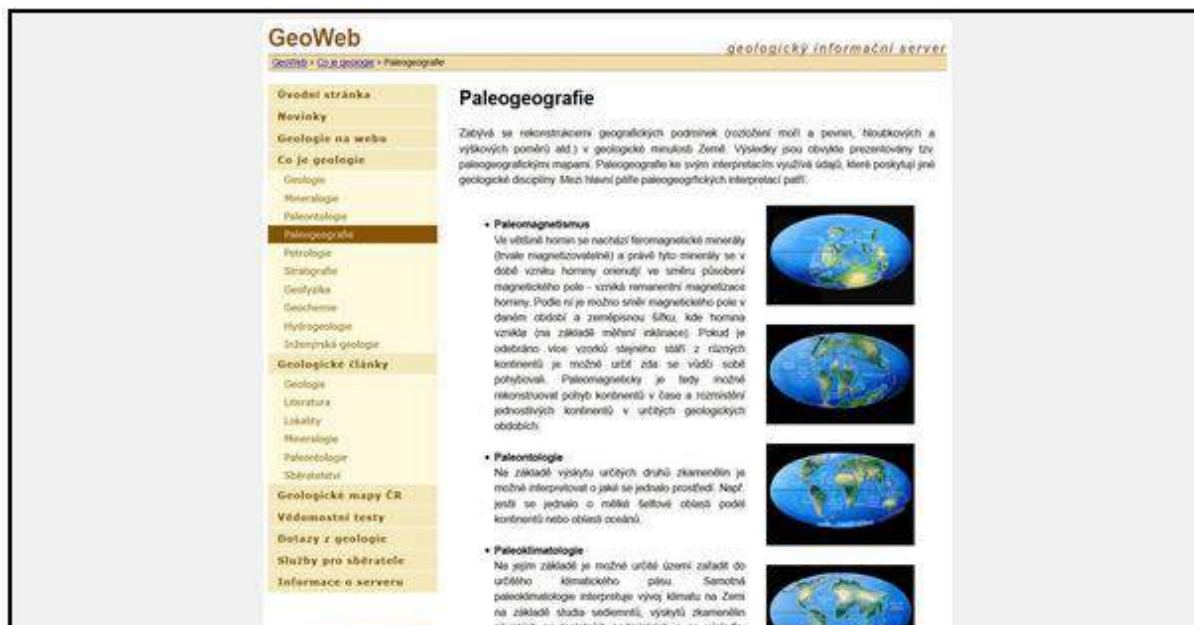 GeoWeb
geologický informační server
GeoWeb > Co je geologie > Paleogeografie
Úvodní stránka
Novinky
Geologie na webu
Co je geologie
Geologie
Mineralogie
Paleontologie
Paleogeografie
Petrologie
Stratigrafie
Geofyzika
Geochemie
Hydrogeologie
Inženýrská geologie
Geologické články
Geologie
Literatura
Lokality
Mineralogie
Paleontologie
Sběratelství
Geologické mapy ČR
Vědomostní testy
Dotazy z geologie
Služby pro sběratele
Informace o serveru
Paleogeografie
Zabývá se rekonstrukcemi geografických podmínek (rozložení moří a pevnin, hloubkových a
výškových poměrů atd.) v geologické minulosti Země. Výsledky jsou obvykle prezentovány tzv.
paleogeografickými mapami. Paleogeografie ke svým interpretacím využívá údajů, které poskytují jiné
geologické disciplíny. Mezi hlavní pilíře paleogeogrfických interpretací patří:
• Paleomagnetismus
Ve většině hornin se nachází feromagnetické minerály
(trvale magnetizovatelné) a právě tyto minerály se v
době vzniku horniny orientují ve směru působení
magnetického pole - vzniká remanentní magnetizace
horniny. Podle ní je možno směr magnetického pole v
daném období a zeměpisnou šířku, kde hornina
vznikla (na základě měření inklinace). Pokud je
odebráno více vzorků stejného stáří z různých
kontinentů je možné určit zda se vůdči sobě
pohybovali. Paleomagneticky je tedy možné
rekonstruovat pohyb kontinentů v čase a rozmístění
jednostlivých kontinentů v určitých geologických
obdobích.
• Paleontologie
Na základě výskytu určitých druhů zkamenělin je
možné interpretovat o jaké se jednalo prostředí. Např.
jestli se jednalo o mělké šelfové oblasti podél
kontinentů nebo oblasti oceánů.
• Paleoklimatologie
Na jejím základě je možné určité území zařadit do
určitého klimatického pásu. Samotná
paleoklimatologie interpretuje vývoj klimatu na Zemi
na základě studia sedlemntů, výskytů zkamenělin